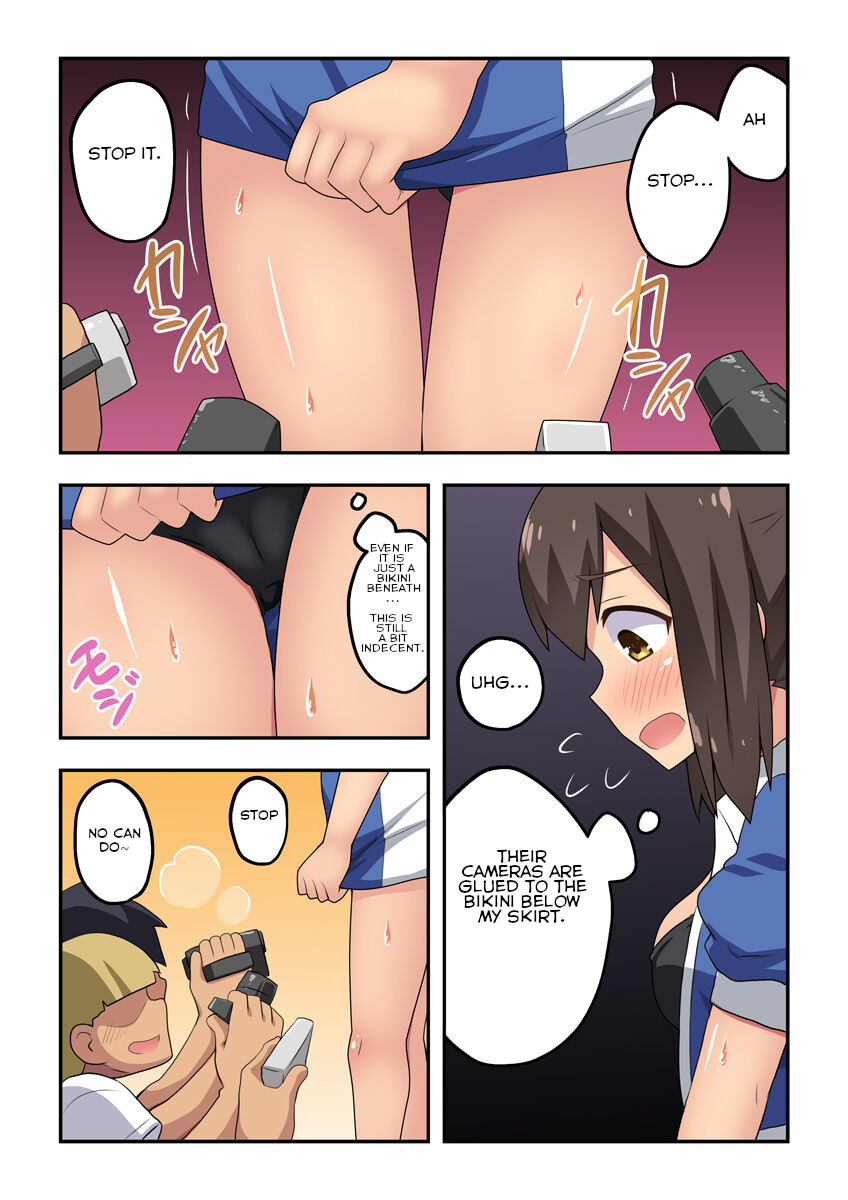 AH
STOP...
STOP IT.
カシャ
カシャ
UHG...
THEIR
CAMERAS ARE
GLUED TO THE
BIKINI BELOW
MY SKIRT.
EVEN IF
IT IS
JUST A
BIKINI
BENEATH
...
THIS IS
STILL
A BIT
INDECENT.
モジ
STOP
NO CAN
DO~